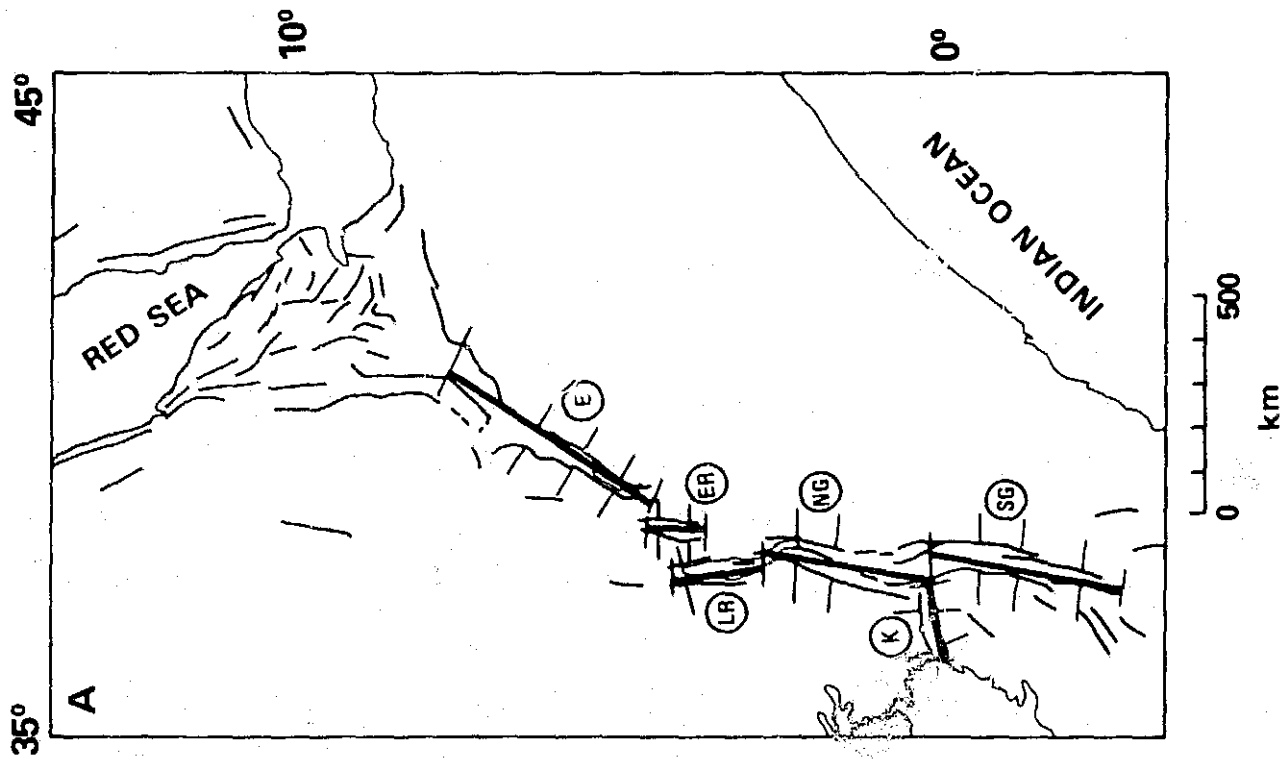 A
35°
45°
10°
0°
RED SEA
INDIAN OCEAN
E
ER
LR
NG
K
SG
0
500
km